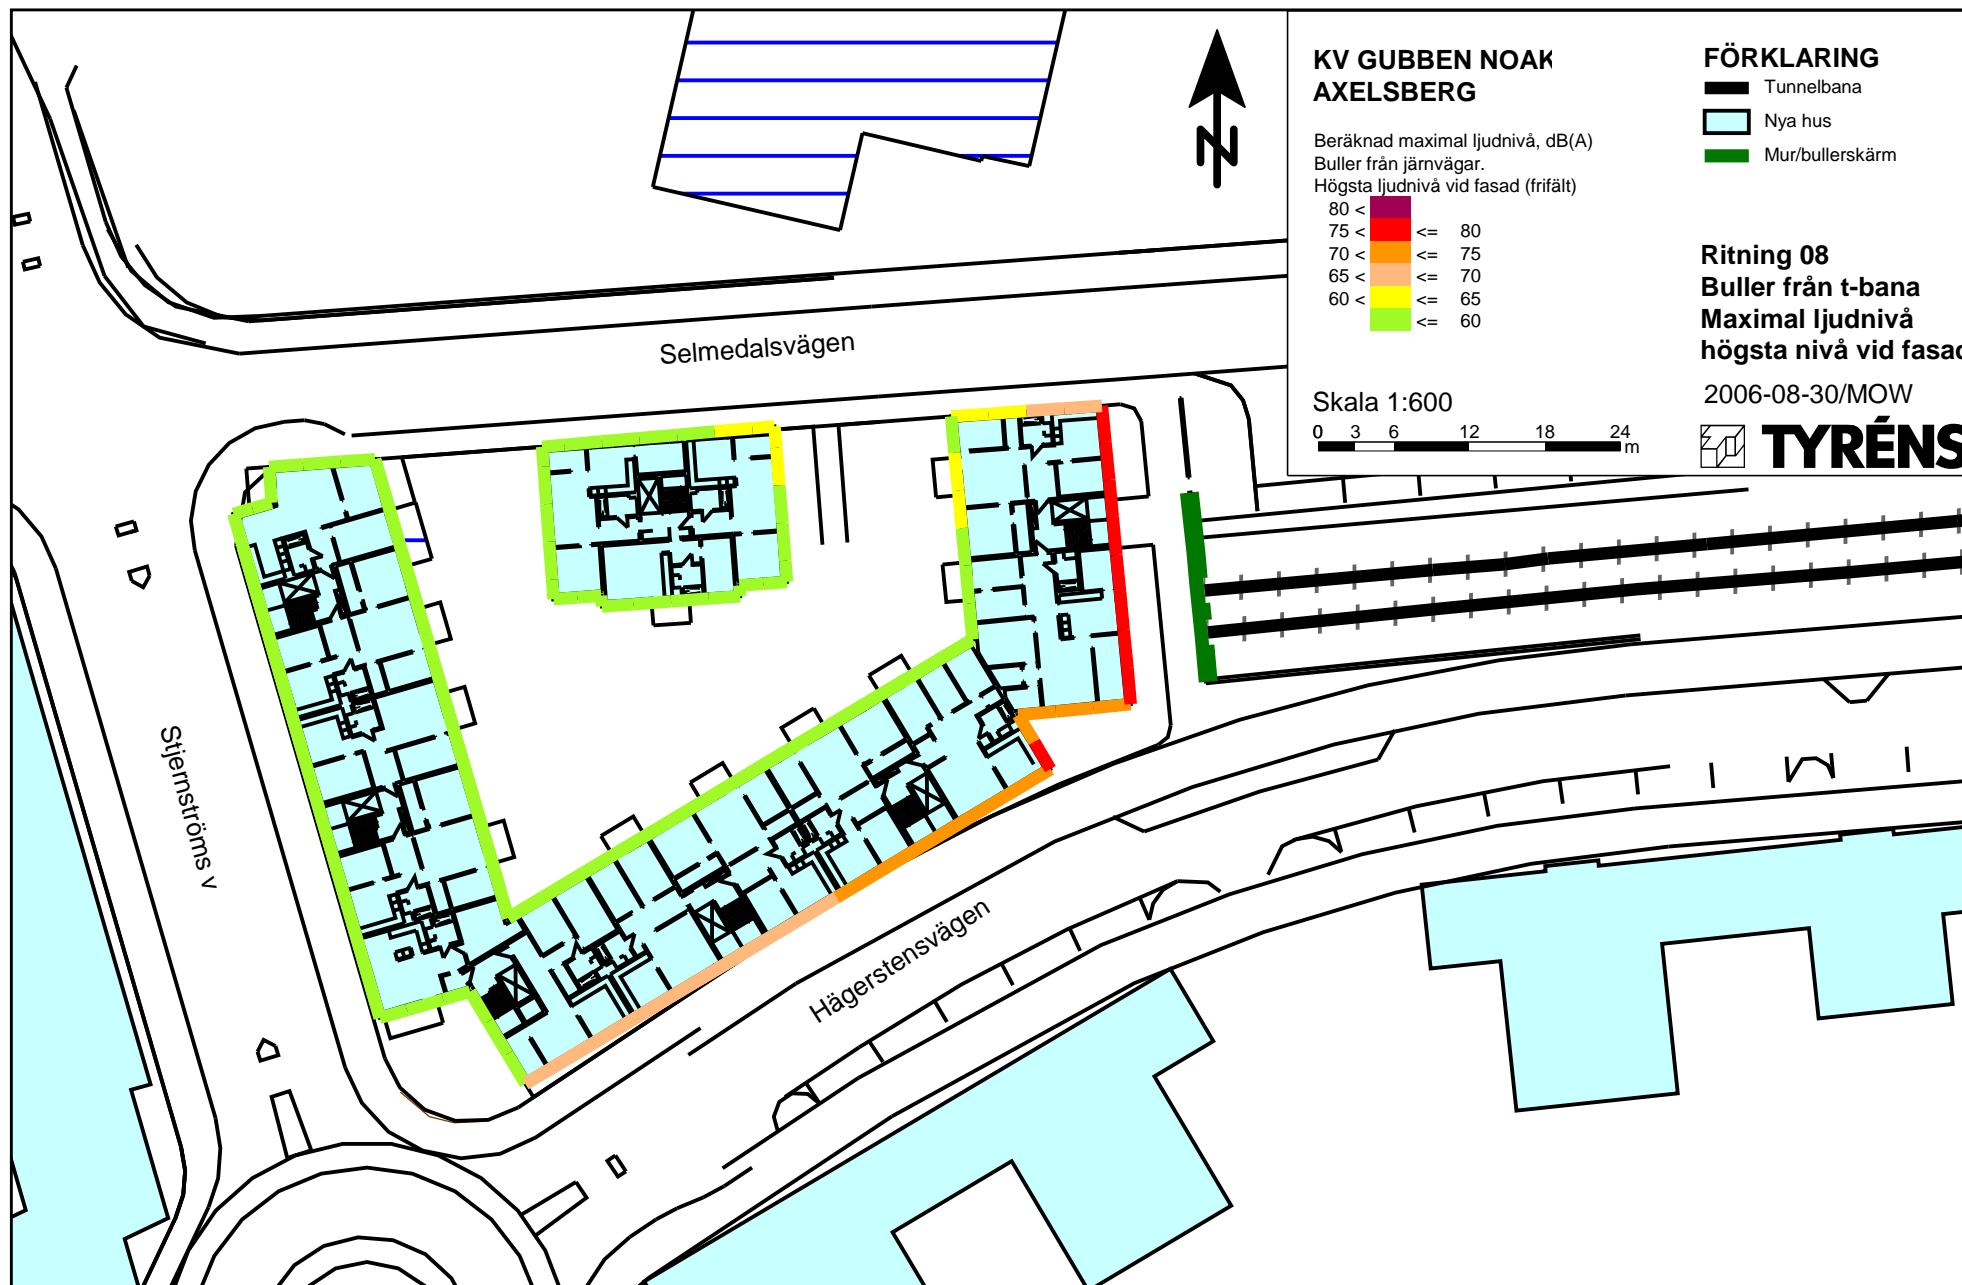 KV GUBBEN NOAK
AXELSBERG
Beräknad maximal ljudnivå, dB(A)
Buller från järnvägar.
Högsta ljudnivå vid fasad (frifält)
80 <
75 < <= 80
70 < <= 75
65 < <= 70
60 < <= 65
<= 60
Skala 1:600
0 3 6 12 18 24
m
FÖRKLARING
Tunnelbana
Nya hus
Mur/bullerskärm
Ritning 08
Buller från t-bana
Maximal ljudnivå
högsta nivå vid fasad
2006-08-30/MOW
TYRÉNS
N
Selmedalsvägen
Stjernströms v
Hägerstensvägen